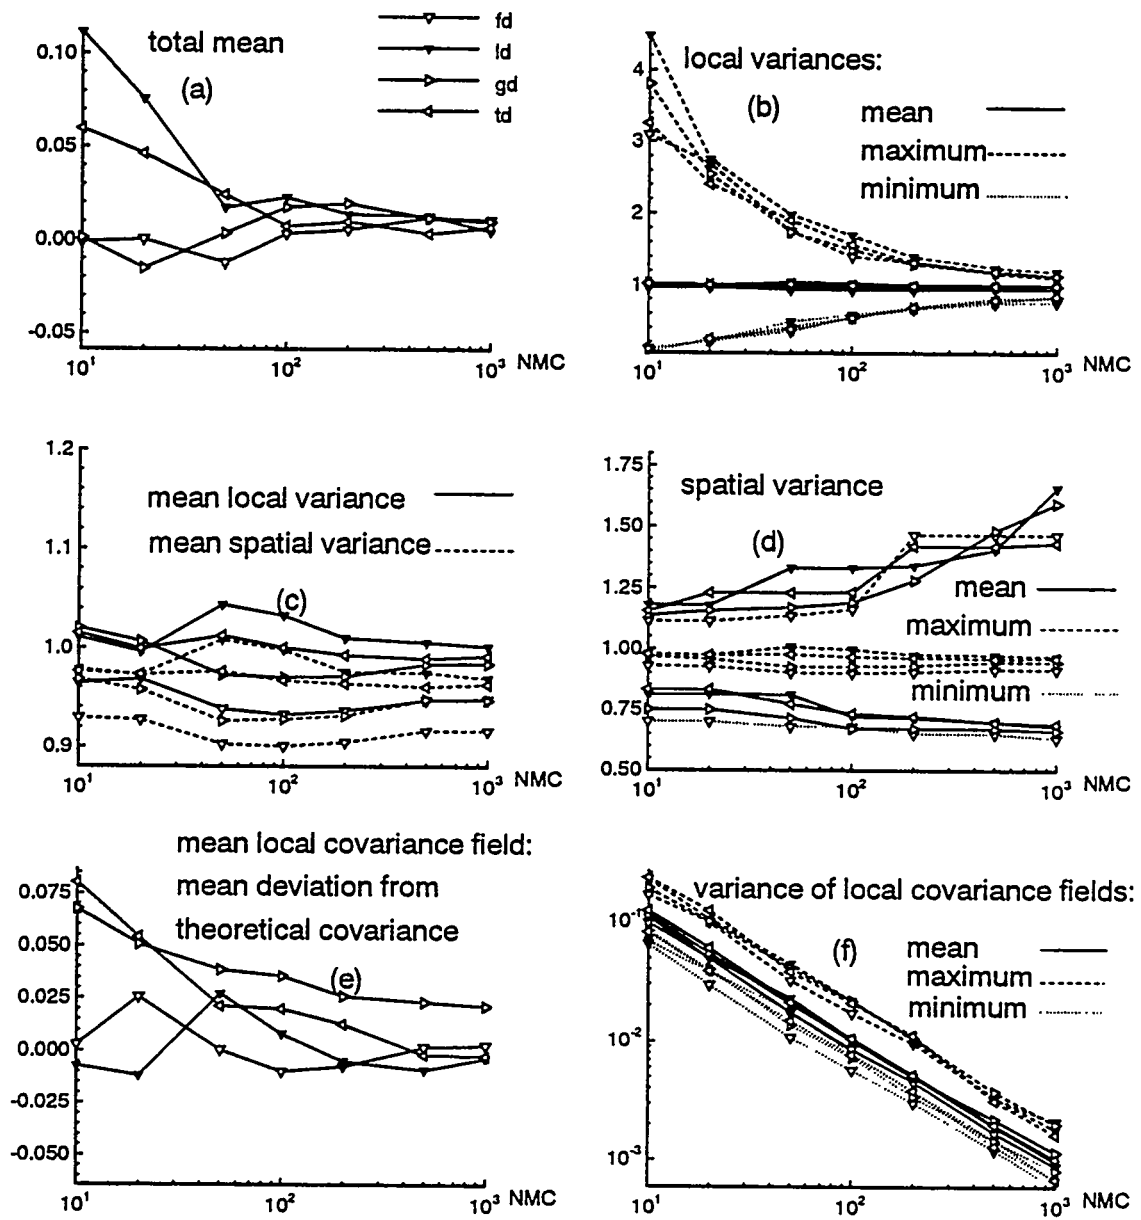 total mean
(a)
fd
ld
gd
td
0.10
0.05
0.00
-0.05
10¹
10²
10³
NMC
local variances:
(b)
mean
maximum
minimum
4
3
2
1
10¹
10²
10³
NMC
1.2
1.1
1.0
0.9
mean local variance
mean spatial variance
(c)
10¹
10²
10³
NMC
1.75
1.50
1.25
1.00
0.75
0.50
spatial variance
(d)
mean
maximum
minimum
10¹
10²
10³
NMC
mean local covariance field:
mean deviation from
theoretical covariance
(e)
0.075
0.050
0.025
0.000
-0.025
-0.050
10¹
10²
10³
NMC
variance of local covariance fields:
(f)
mean
maximum
minimum
10⁻¹
10⁻²
10⁻³
10¹
10²
10³
NMC